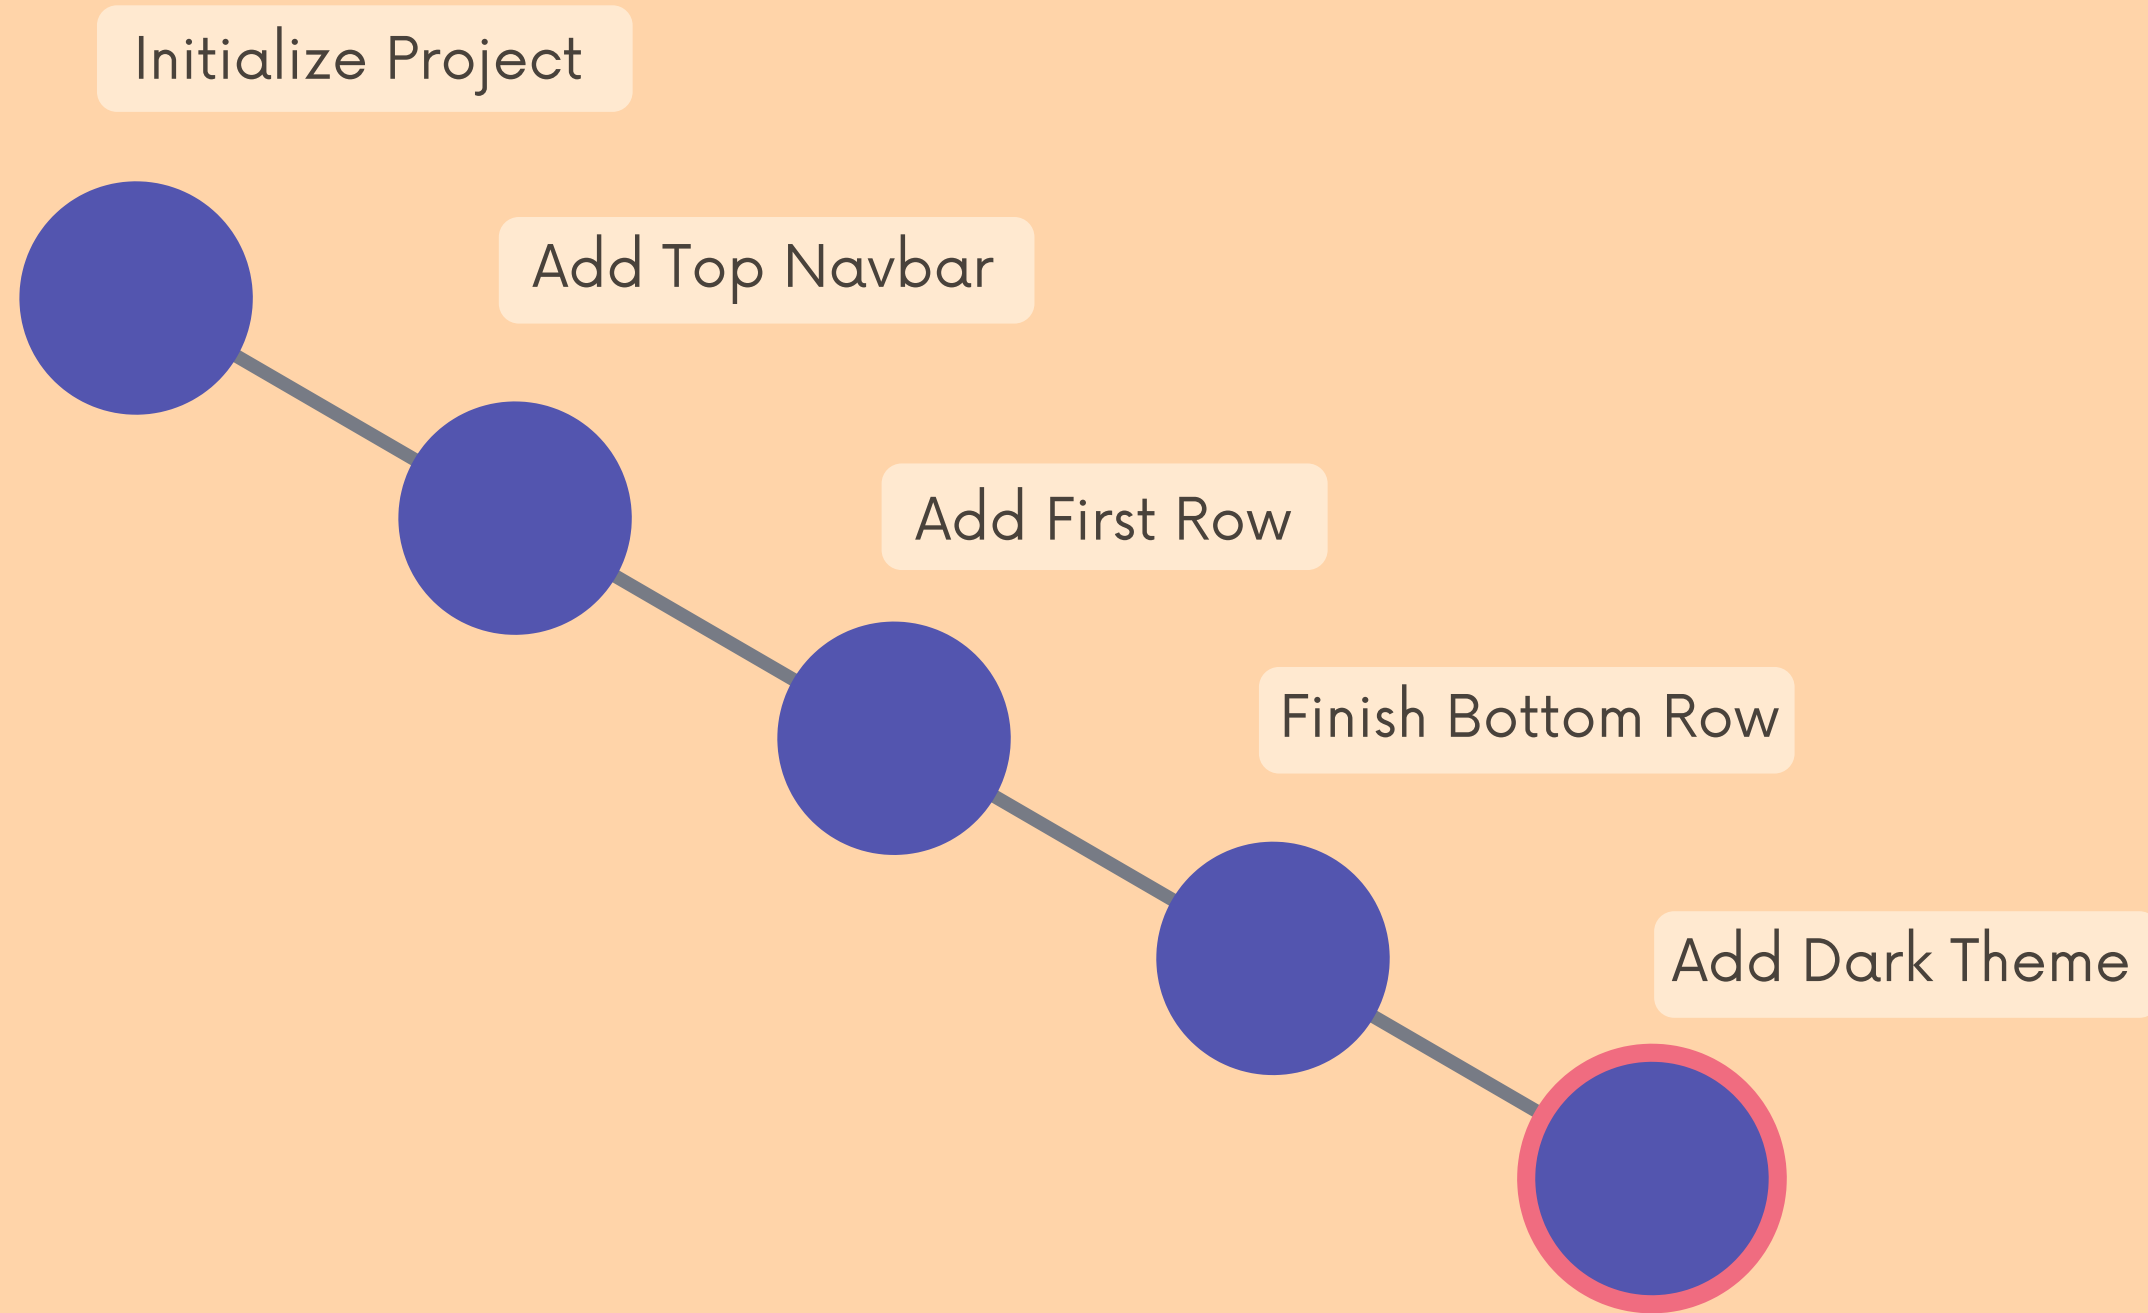 Initialize Project
Add Top Navbar
Add First Row
Finish Bottom Row
Add Dark Theme